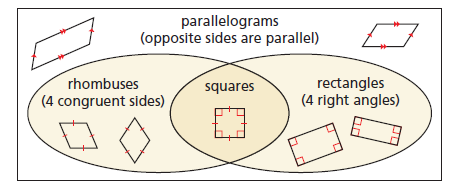 parallelograms
(opposite sides are parallel)
rhombuses
(4 congruent sides)
squares
rectangles
(4 right angles)